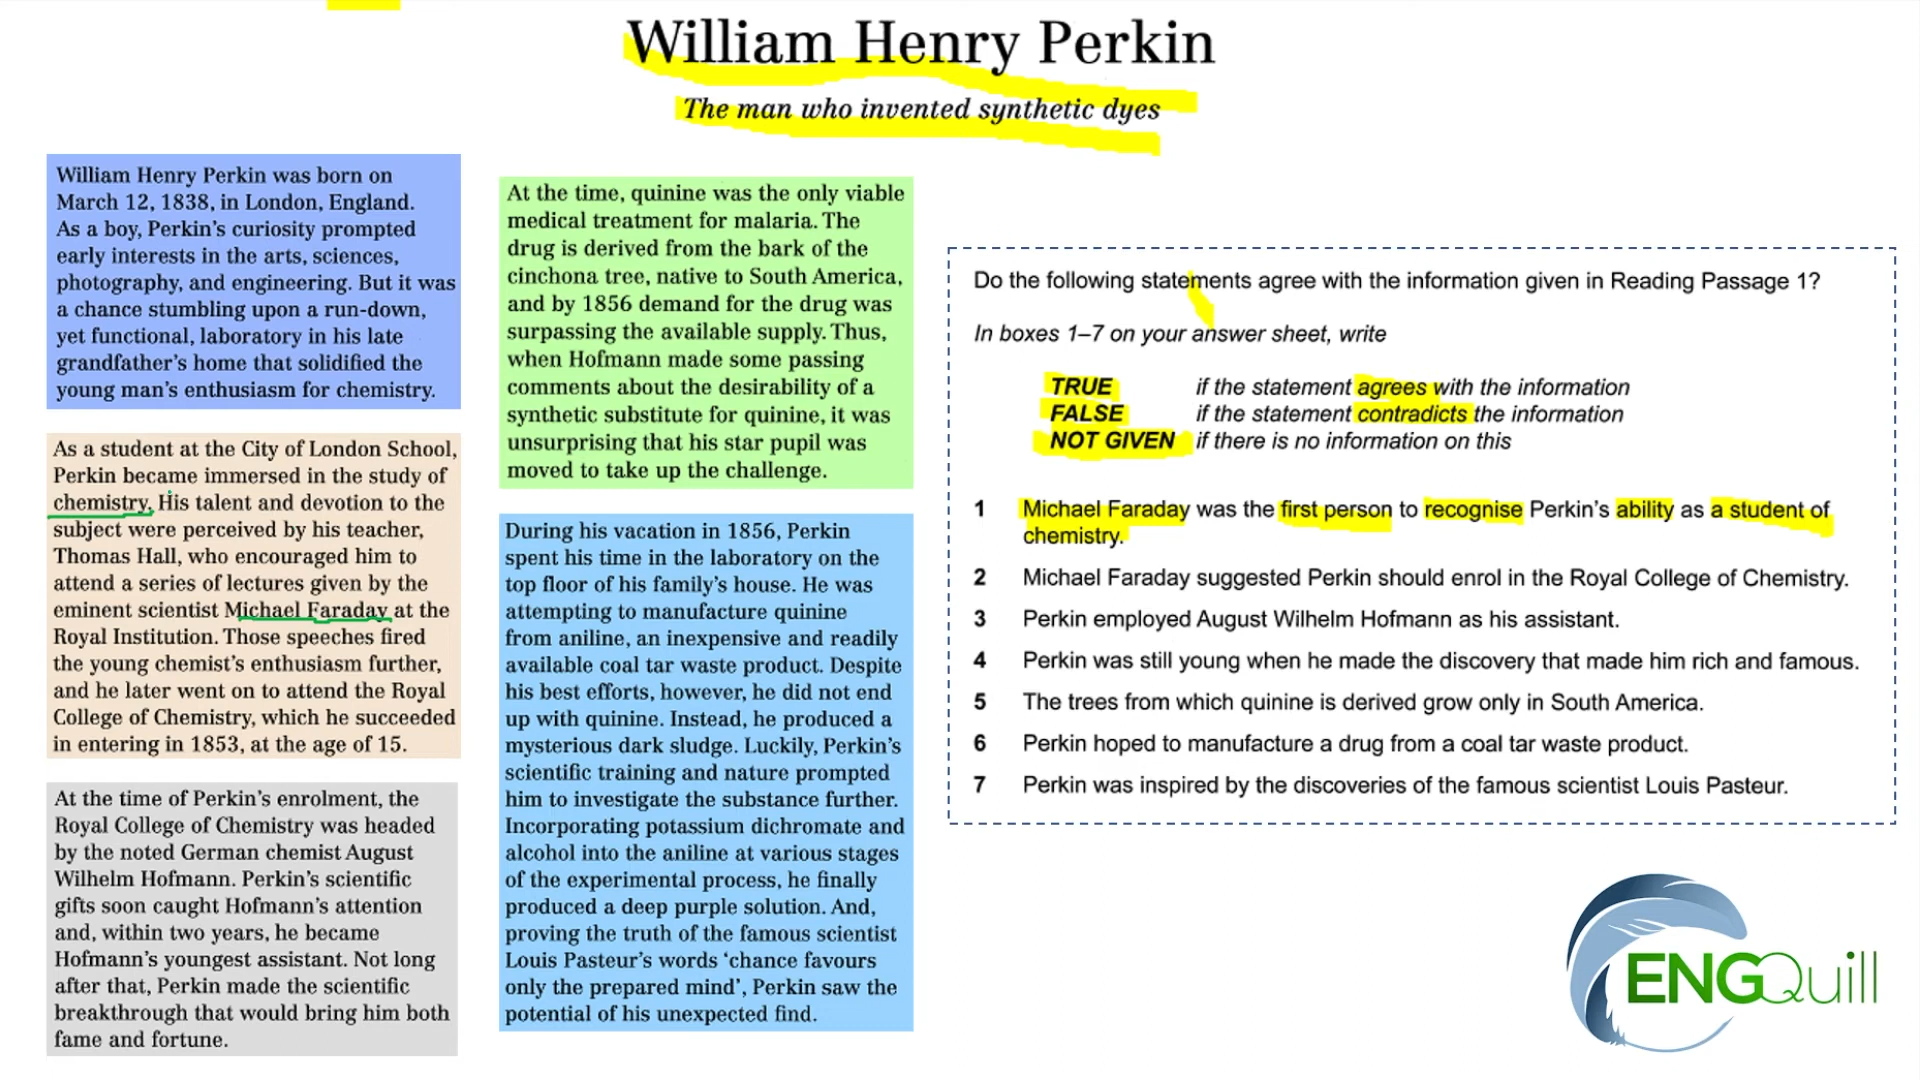 William Henry Perkin
The man who invented synthetic dyes
William Henry Perkin was born on
March 12, 1838, in London, England.
As a boy, Perkin's curiosity prompted
early interests in the arts, sciences,
photography, and engineering. But it was
a chance stumbling upon a run-down,
yet functional, laboratory in his late
grandfather's home that solidified the
young man's enthusiasm for chemistry.
As a student at the City of London School,
Perkin became immersed in the study of
chemistry. His talent and devotion to the
subject were perceived by his teacher,
Thomas Hall, who encouraged him to
attend a series of lectures given by the
eminent scientist Michael Faraday at the
Royal Institution. Those speeches fired
the young chemist's enthusiasm further,
and he later went on to attend the Royal
College of Chemistry, which he succeeded
in entering in 1853, at the age of 15.
At the time of Perkin's enrolment, the
Royal College of Chemistry was headed
by the noted German chemist August
Wilhelm Hofmann. Perkin's scientific
gifts soon caught Hofmann's attention
and, within two years, he became
Hofmann's youngest assistant. Not long
after that, Perkin made the scientific
breakthrough that would bring him both
fame and fortune.
At the time, quinine was the only viable
medical treatment for malaria. The
drug is derived from the bark of the
cinchona tree, native to South America,
and by 1856 demand for the drug was
surpassing the available supply. Thus,
when Hofmann made some passing
comments about the desirability of a
synthetic substitute for quinine, it was
unsurprising that his star pupil was
moved to take up the challenge.
During his vacation in 1856, Perkin
spent his time in the laboratory on the
top floor of his family's house. He was
attempting to manufacture quinine
from aniline, an inexpensive and readily
available coal tar waste product. Despite
his best efforts, however, he did not end
up with quinine. Instead, he produced a
mysterious dark sludge. Luckily, Perkin's
scientific training and nature prompted
him to investigate the substance further.
Incorporating potassium dichromate and
alcohol into the aniline at various stages
of the experimental process, he finally
produced a deep purple solution. And,
proving the truth of the famous scientist
Louis Pasteur's words 'chance favours
only the prepared mind', Perkin saw the
potential of his unexpected find.
Do the following statements agree with the information given in Reading Passage 1?
In boxes 1–7 on your answer sheet, write
TRUE if the statement agrees with the information
FALSE if the statement contradicts the information
NOT GIVEN if there is no information on this
1 Michael Faraday was the first person to recognise Perkin's ability as a student of
chemistry.
2 Michael Faraday suggested Perkin should enrol in the Royal College of Chemistry.
3 Perkin employed August Wilhelm Hofmann as his assistant.
4 Perkin was still young when he made the discovery that made him rich and famous.
5 The trees from which quinine is derived grow only in South America.
6 Perkin hoped to manufacture a drug from a coal tar waste product.
7 Perkin was inspired by the discoveries of the famous scientist Louis Pasteur.
ENGQuill